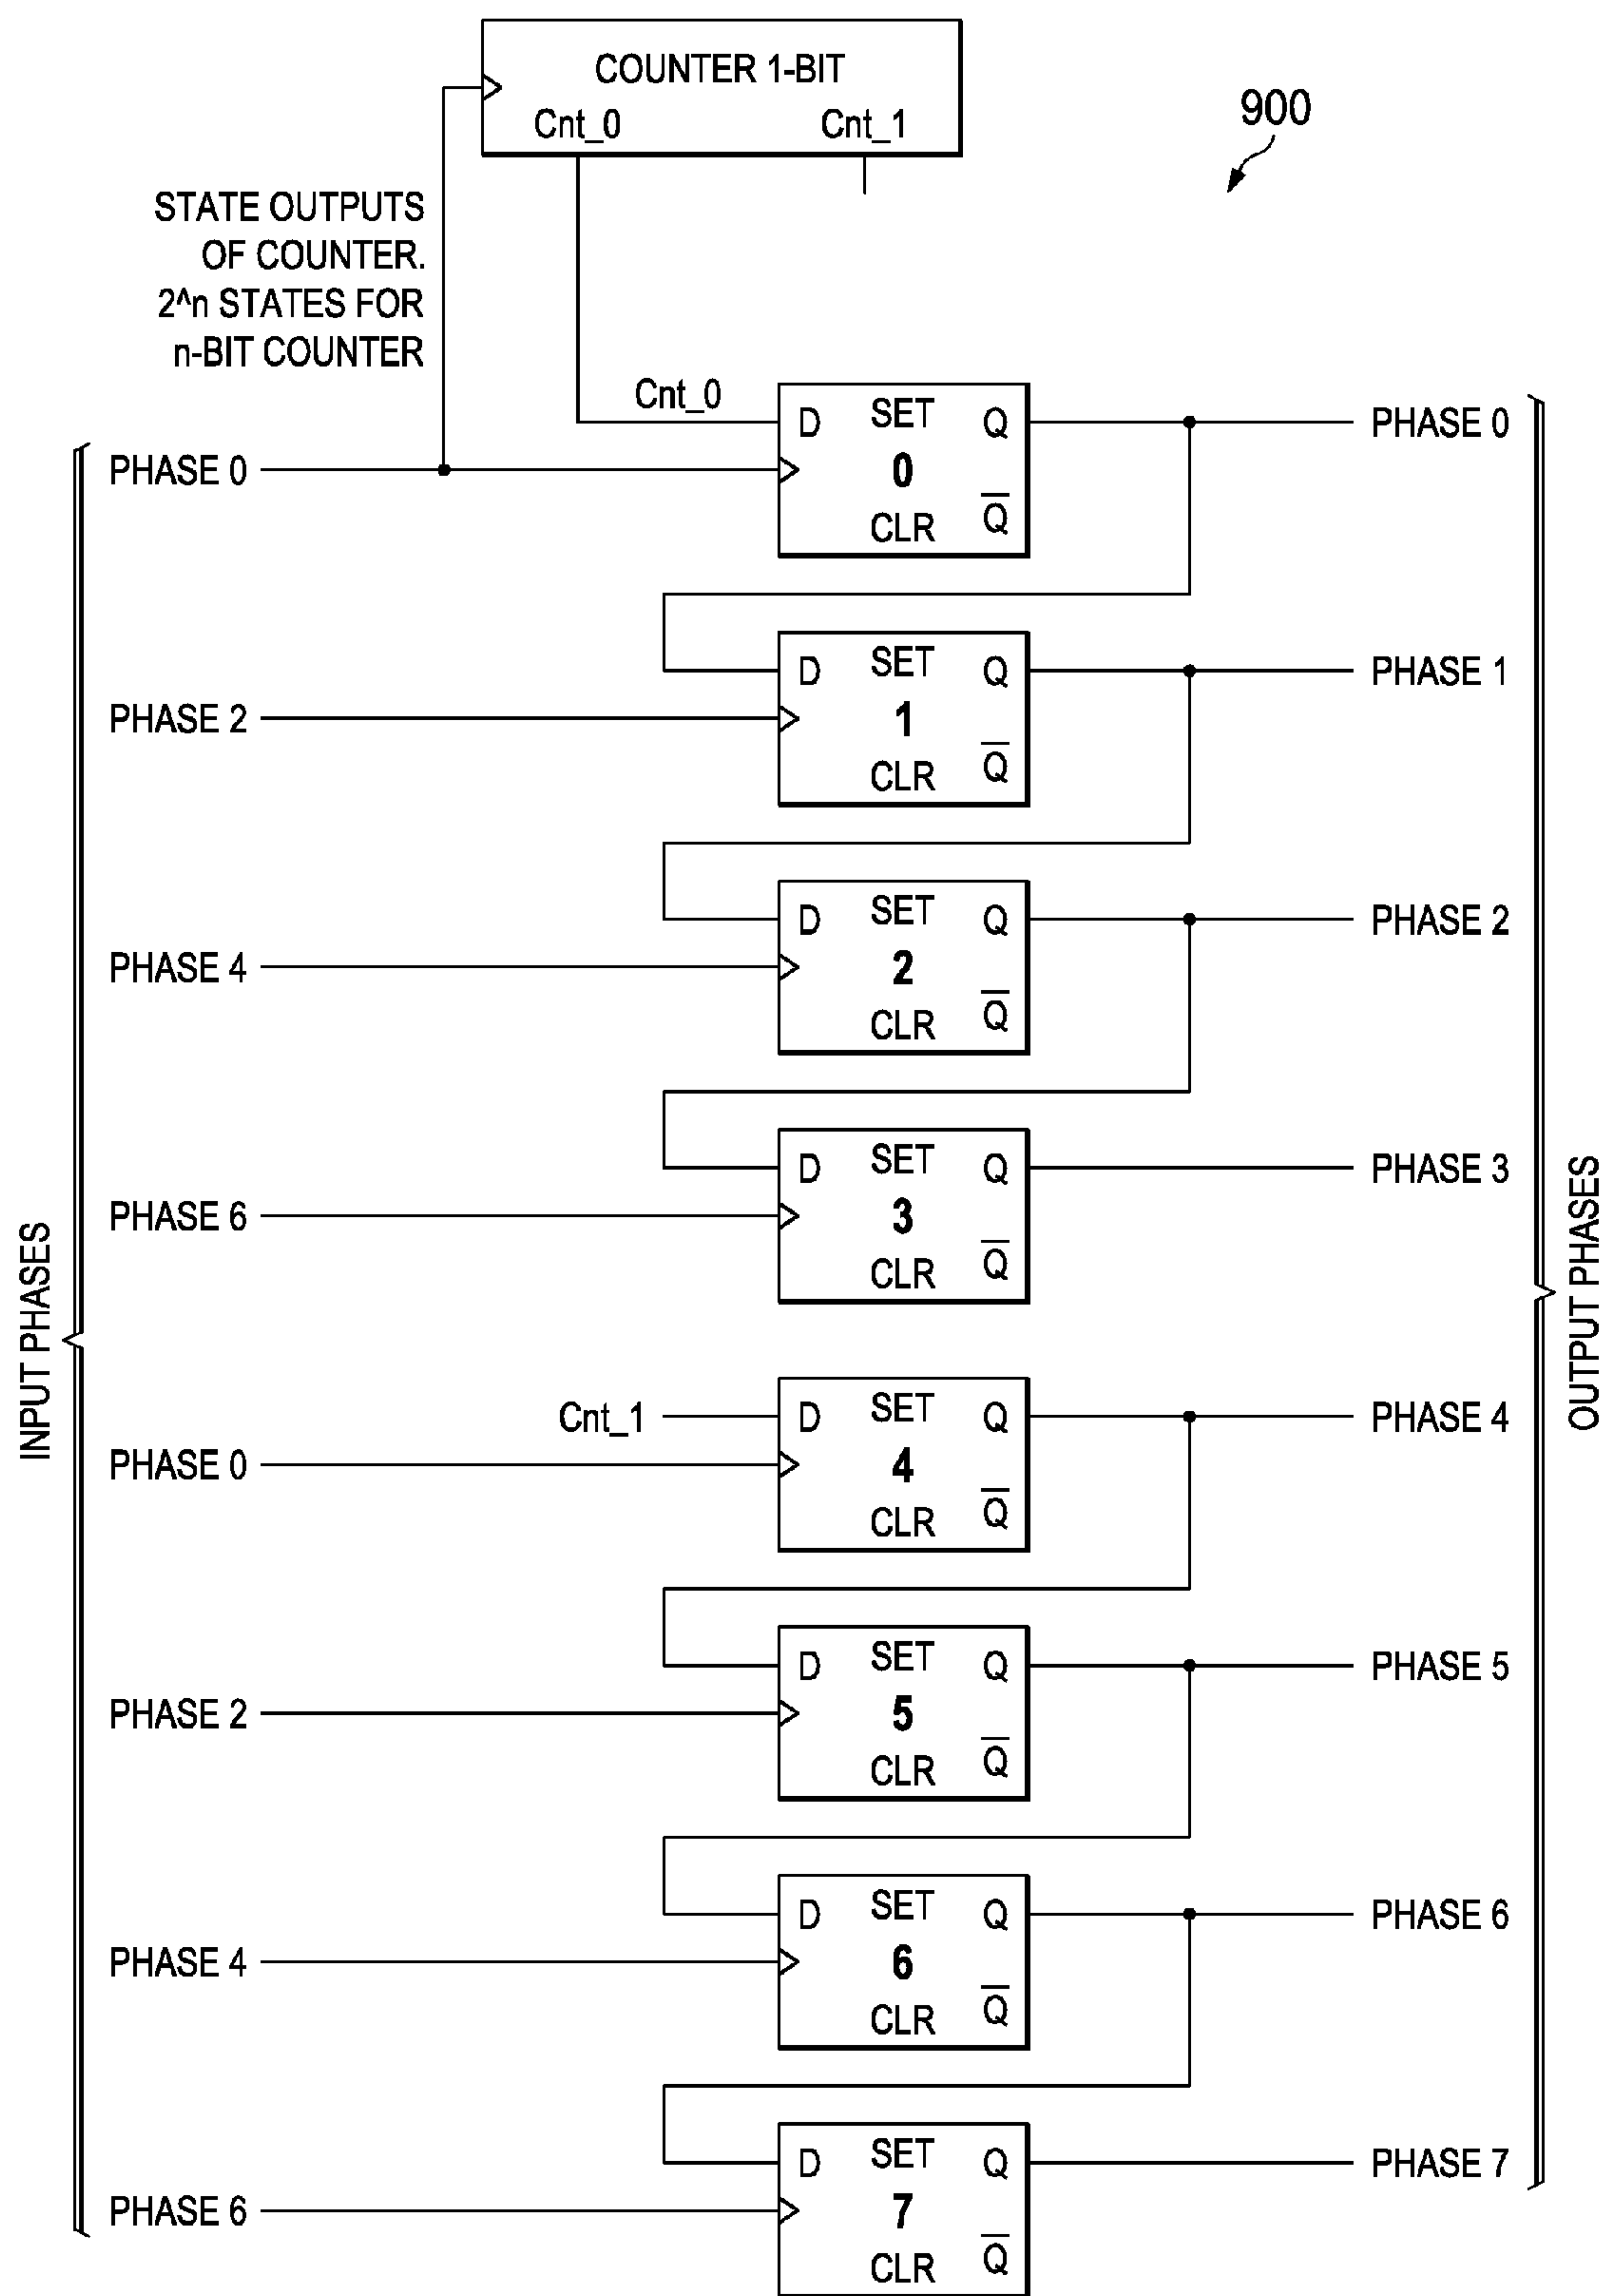 COUNTER 1-BIT
Cnt_0 Cnt_1
900
STATE OUTPUTS
OF COUNTER.
2^n STATES FOR
n-BIT COUNTER
Cnt_0
D SET Q
PHASE 0
PHASE 0
0
CLR Q̅
D SET Q
PHASE 1
PHASE 2
1
CLR Q̅
D SET Q
PHASE 2
PHASE 4
2
CLR Q̅
D SET Q
PHASE 3
PHASE 6
3
CLR Q̅
INPUT PHASES
OUTPUT PHASES
Cnt_1
D SET Q
PHASE 4
PHASE 0
4
CLR Q̅
D SET Q
PHASE 5
PHASE 2
5
CLR Q̅
D SET Q
PHASE 6
PHASE 4
6
CLR Q̅
D SET Q
PHASE 7
PHASE 6
7
CLR Q̅